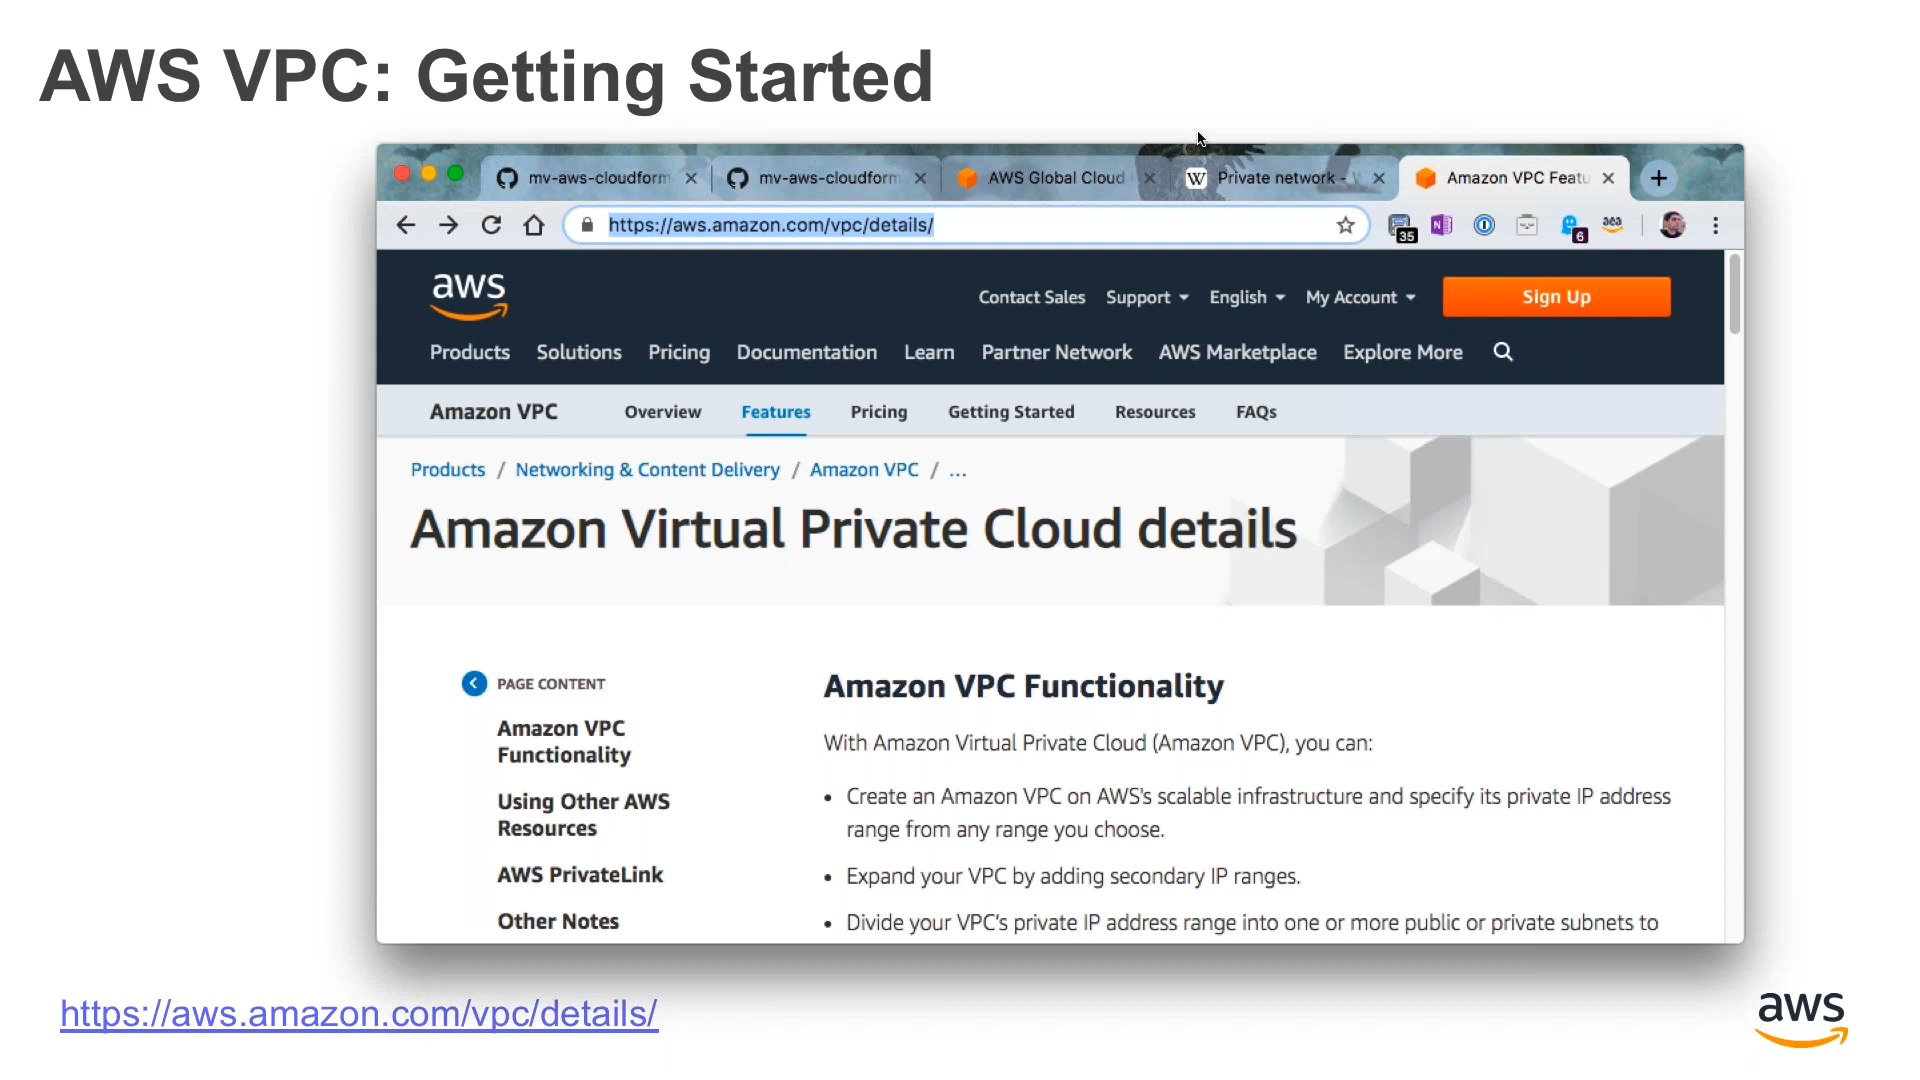 AWS VPC: Getting Started
mv-aws-cloudform
mv-aws-cloudform
AWS Global Cloud
W Private network -
Amazon VPC Featu
https://aws.amazon.com/vpc/details/
35
N
6
aws
Contact Sales Support English My Account Sign Up
Products Solutions Pricing Documentation Learn Partner Network AWS Marketplace Explore More
Amazon VPC Overview Features Pricing Getting Started Resources FAQs
Products / Networking & Content Delivery / Amazon VPC / ...
Amazon Virtual Private Cloud details
PAGE CONTENT
Amazon VPC
Functionality
Using Other AWS
Resources
AWS PrivateLink
Other Notes
Amazon VPC Functionality
With Amazon Virtual Private Cloud (Amazon VPC), you can:
• Create an Amazon VPC on AWS's scalable infrastructure and specify its private IP address
range from any range you choose.
• Expand your VPC by adding secondary IP ranges.
• Divide your VPC's private IP address range into one or more public or private subnets to
https://aws.amazon.com/vpc/details/
aws